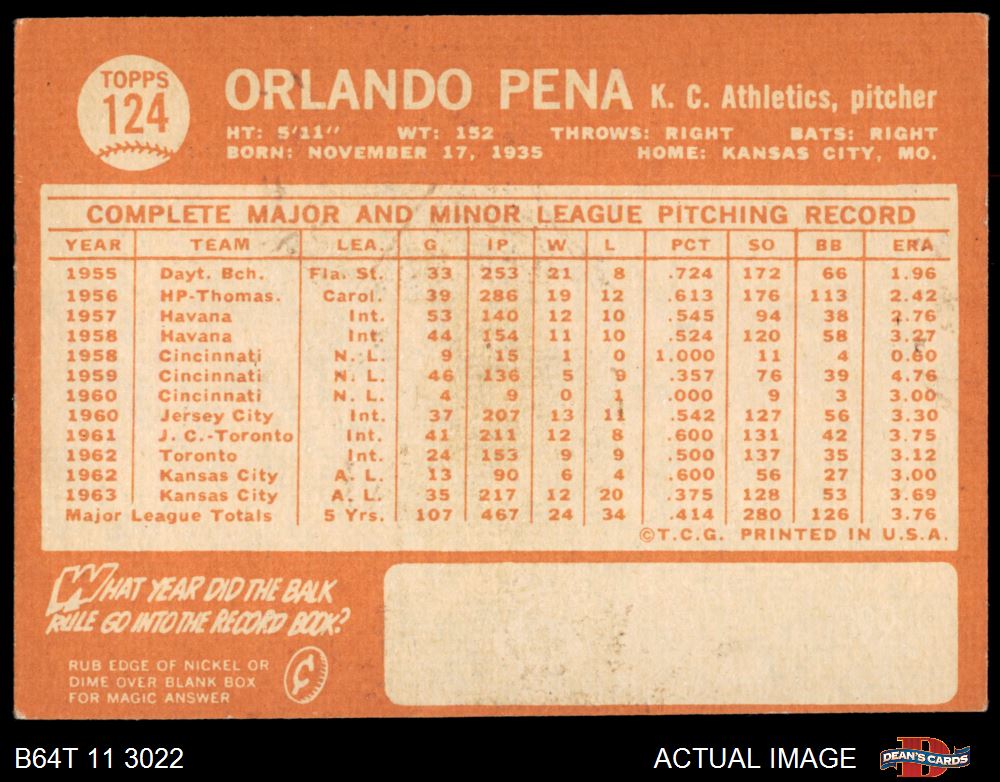 TOPPS
124
ORLANDO PENA K. C. Athletics, pitcher
HT: 5'11" WT: 152 THROWS: RIGHT BATS: RIGHT
BORN: NOVEMBER 17, 1935 HOME: KANSAS CITY, MO.
COMPLETE MAJOR AND MINOR LEAGUE PITCHING RECORD
YEAR TEAM LEA. G IP W L PCT SO BB ERA
1955 Dayt. Bch. Fla. St. 33 253 21 8 .724 172 66 1.96
1956 HP-Thomas. Carol. 39 286 19 12 .613 176 113 2.42
1957 Havana Int. 53 140 12 10 .545 94 38 2.76
1958 Havana Int. 44 154 11 10 .524 120 58 3.27
1958 Cincinnati N. L. 9 15 1 0 1.000 11 4 0.60
1959 Cincinnati N. L. 46 136 5 9 .357 76 39 4.76
1960 Cincinnati N. L. 4 9 0 1 .000 9 3 3.00
1960 Jersey City Int. 37 207 13 11 .542 127 56 3.30
1961 J. C.-Toronto Int. 41 211 12 8 .600 131 42 3.75
1962 Toronto Int. 24 153 9 9 .500 137 35 3.12
1962 Kansas City A. L. 13 90 6 4 .600 56 27 3.00
1963 Kansas City A. L. 35 217 12 20 .375 128 53 3.69
Major League Totals 5 Yrs. 107 467 24 34 .414 280 126 3.76
©T.C.G. PRINTED IN U.S.A.
WHAT YEAR DID THE BALK
RULE GO INTO THE RECORD BOOK?
RUB EDGE OF NICKEL OR
DIME OVER BLANK BOX
FOR MAGIC ANSWER
¢
B64T 11 3022 ACTUAL IMAGE DEAN'S CARDS